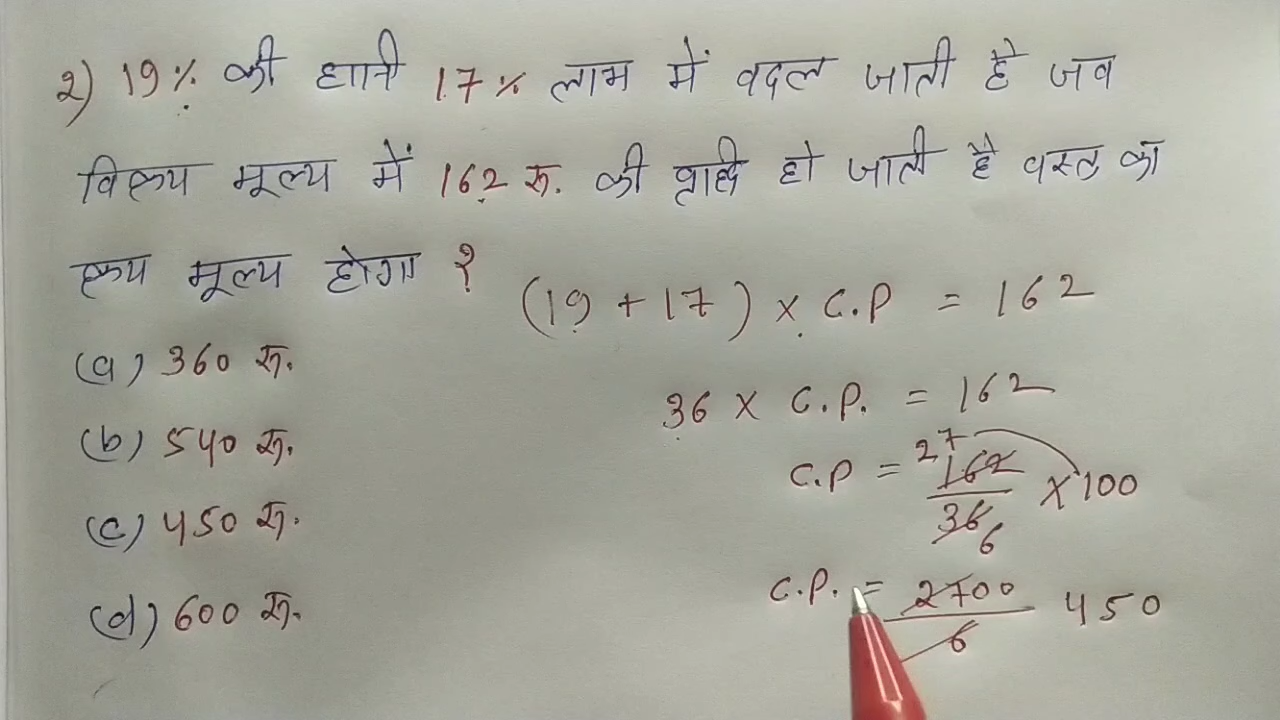 2) 19% की हानी 17% लाभ में बदल जाती है जब
विक्रय मूल्य में 162 रु. की व्राद्दी हो जाती है वस्तु का
क्रय मूल्य होगा ?
(19 + 17) × C.P = 162
(a) 360 रु.
36 × C.P. = 162
(b) 540 रु.
C.P = 27 162/36 6 × 100
(c) 450 रु.
C.P. = 2700/6 450
(d) 600 रु.